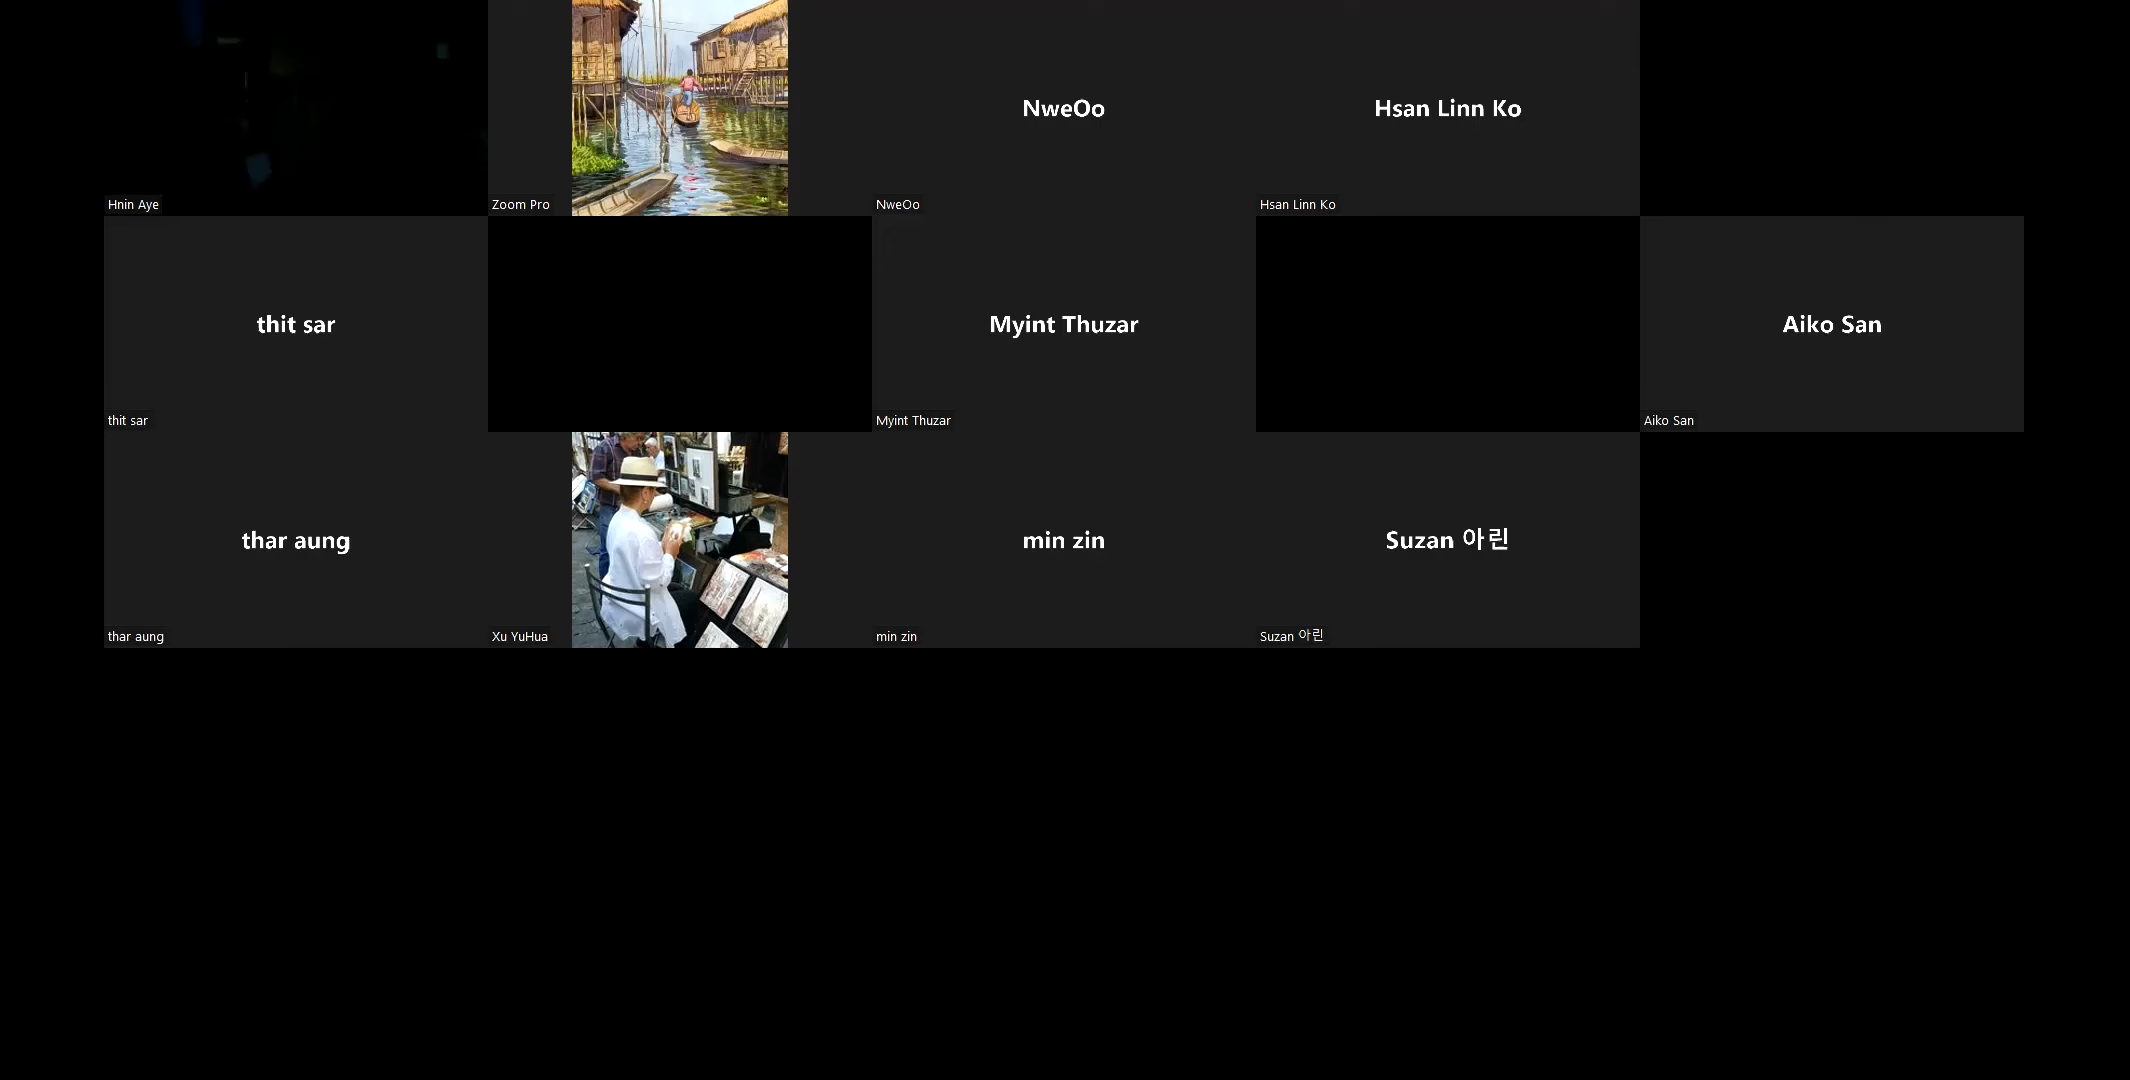 NweOo
Hsan Linn Ko
Hnin Aye
Zoom Pro
NweOo
Hsan Linn Ko
thit sar
Myint Thuzar
Aiko San
thit sar
Myint Thuzar
Aiko San
thar aung
min zin
Suzan 아린
thar aung
Xu YuHua
min zin
Suzan 아린